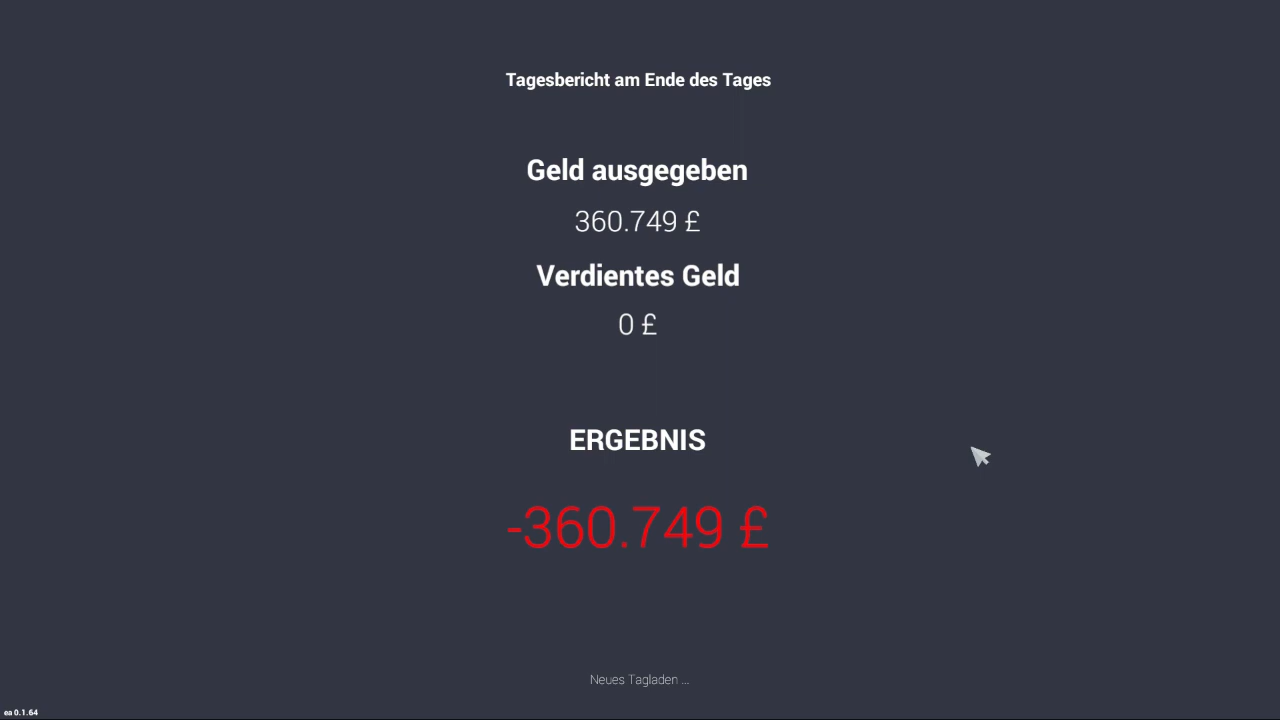 Tagesbericht am Ende des Tages
Geld ausgegeben
360.749 £
Verdientes Geld
0 £
ERGEBNIS
-360.749 £
Neues Tagladen ...
ea 0.1.64